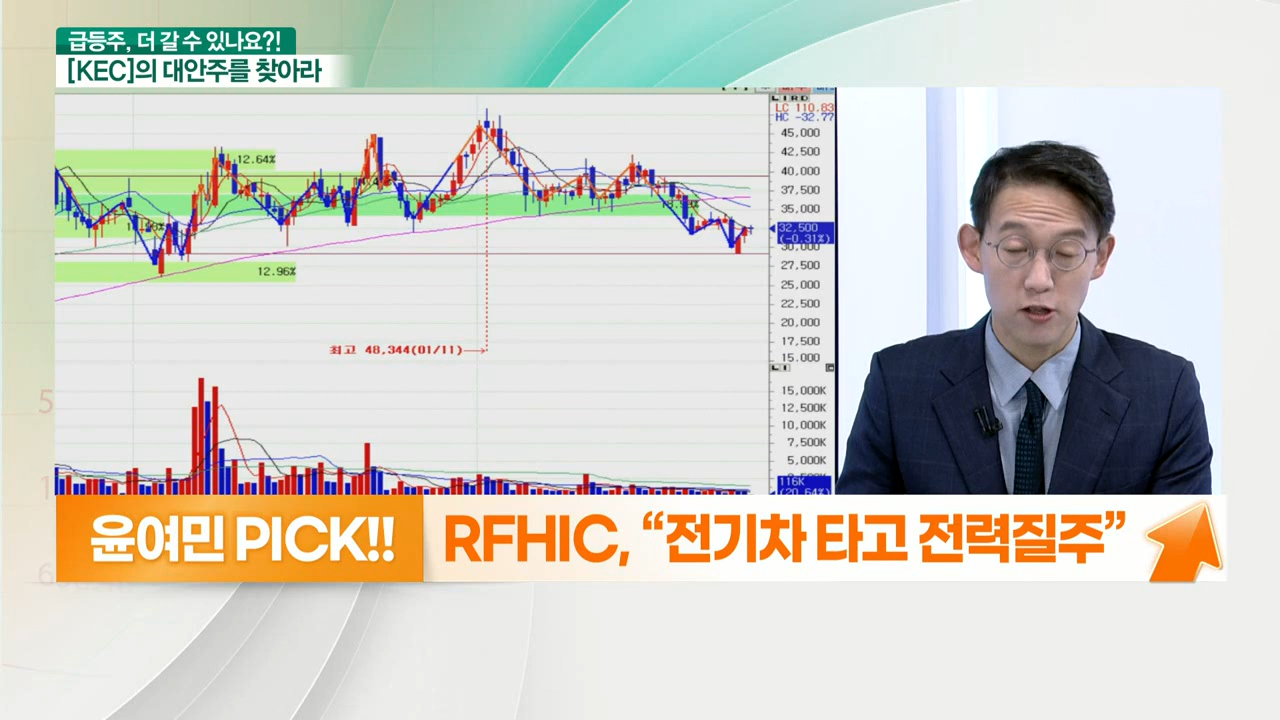 급등주, 더 갈 수 있나요?!
[KEC]의 대안주를 찾아라
LC 110.83
HC -32.77
45,000
42,500
40,000
37,500
35,000
32,500
(-0.31%)
30,000
27,500
25,000
22,500
20,000
17,500
15,000
12.64%
12.96%
최고 48,344(01/11)
15,000K
12,500K
10,000K
7,500K
5,000K
116K
(20.64%)
윤여민 PICK!!
RFHIC, “전기차 타고 전력질주”